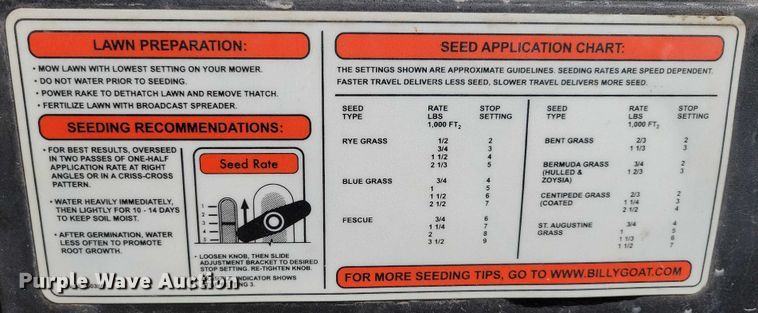 LAWN PREPARATION:
• MOW LAWN WITH LOWEST SETTING ON YOUR MOWER.
• DO NOT WATER PRIOR TO SEEDING.
• POWER RAKE TO DETHATCH LAWN AND REMOVE THATCH.
• FERTILIZE LAWN WITH BROADCAST SPREADER.
SEEDING RECOMMENDATIONS:
• FOR BEST RESULTS, OVERSEED
IN TWO PASSES OF ONE-HALF
APPLICATION RATE AT RIGHT
ANGLES OR IN A CRISS-CROSS
PATTERN.
• WATER HEAVILY IMMEDIATELY,
THEN LIGHTLY FOR 10 - 14 DAYS
TO KEEP SOIL MOIST.
• AFTER GERMINATION, WATER
LESS OFTEN TO PROMOTE
ROOT GROWTH.
Seed Rate
1
2
3
4
5
• LOOSEN KNOB, THEN SLIDE
ADJUSTMENT BRACKET TO DESIRED
STOP SETTING. RE-TIGHTEN KNOB.
INDICATOR SHOWS
3.
SEED APPLICATION CHART:
THE SETTINGS SHOWN ARE APPROXIMATE GUIDELINES. SEEDING RATES ARE SPEED DEPENDENT.
FASTER TRAVEL DELIVERS LESS SEED, SLOWER TRAVEL DELIVERS MORE SEED.
SEED RATE STOP
TYPE LBS SETTING
1,000 FT2
RYE GRASS 1/2 2
3/4 3
1 1/2 4
2 1/3 5
BLUE GRASS 3/4 4
1 5
1 1/2 6
2 1/2 7
FESCUE 3/4 6
1 1/4 7
2 8
3 1/2 9
SEED RATE STOP
TYPE LBS SETTING
1,000 FT2
BENT GRASS 2/3 2
1 1/3 3
BERMUDA GRASS 3/4 2
(HULLED & 1 2/3 3
ZOYSIA)
CENTIPEDE GRASS 2/3 2
(COATED 1 1/4 3
2 1/2 4
ST. AUGUSTINE 3/4 4
GRASS 1 5
1 1/3 6
1 1/2 7
FOR MORE SEEDING TIPS, GO TO WWW.BILLYGOAT.COM
Purple Wave Auction